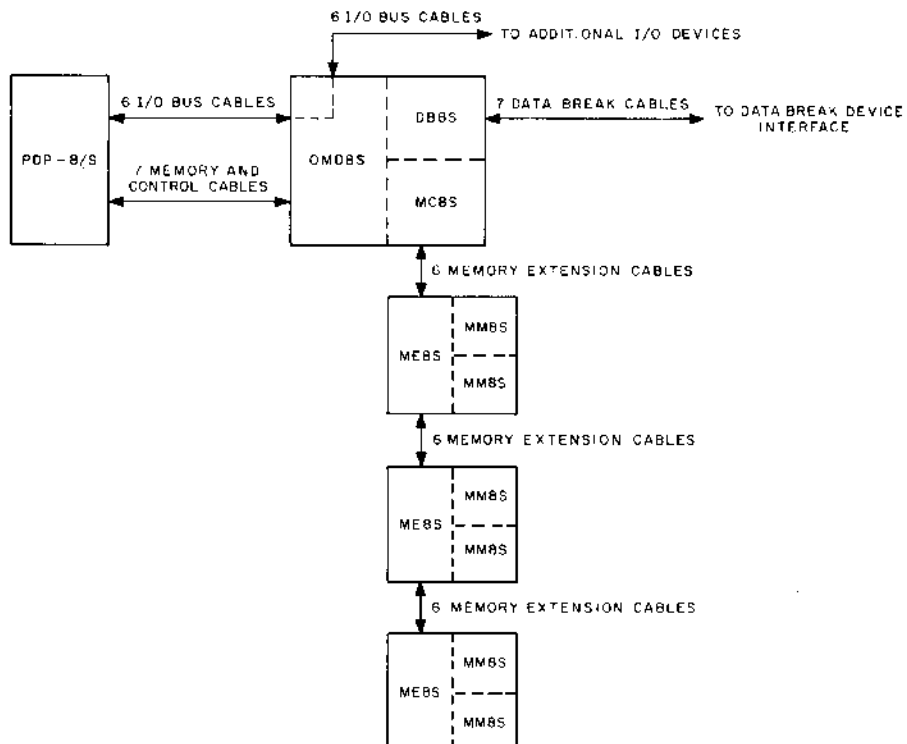 6 I/O BUS CABLES
TO ADDITIONAL I/O DEVICES
6 I/O BUS CABLES
DB8S
7 DATA BREAK CABLES
TO DATA BREAK DEVICE
INTERFACE
PDP-8/S
7 MEMORY AND
CONTROL CABLES
DMD8S
MC8S
6 MEMORY EXTENSION CABLES
ME8S
MM8S
MM8S
6 MEMORY EXTENSION CABLES
ME8S
MM8S
MM8S
6 MEMORY EXTENSION CABLES
ME8S
MM8S
MM8S